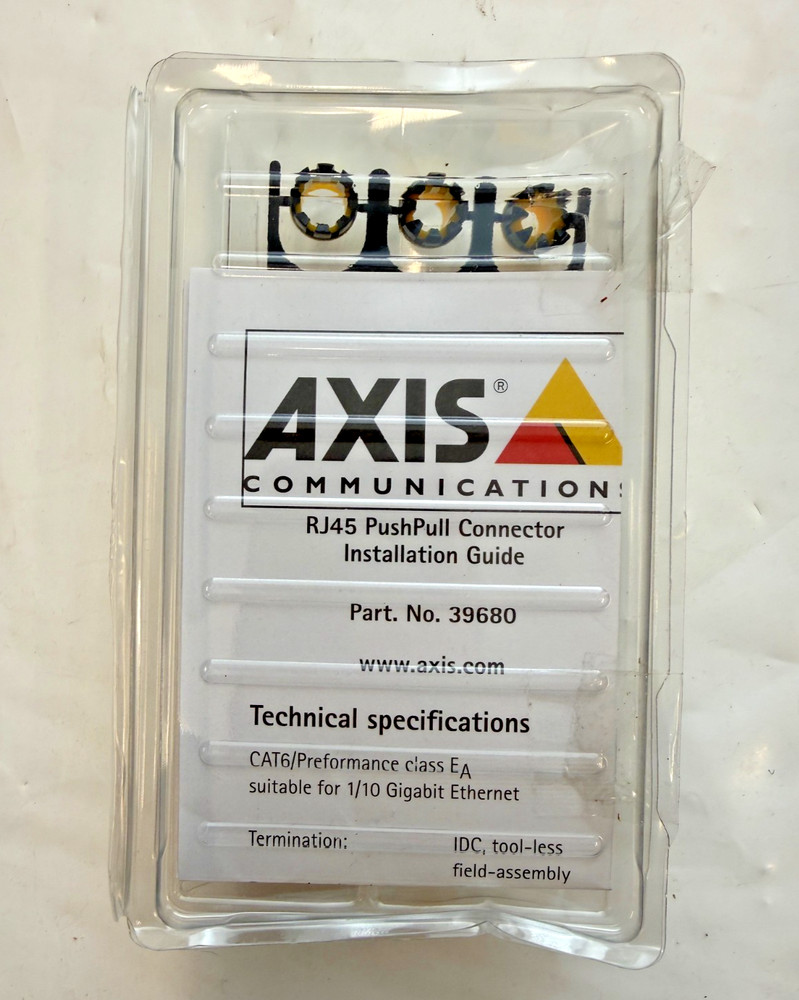 AXIS®
COMMUNICATIONS
RJ45 PushPull Connector
Installation Guide
Part. No. 39680
www.axis.com
Technical specifications
CAT6/Preformance class EA
suitable for 1/10 Gigabit Ethernet
Termination: IDC, tool-less
field-assembly